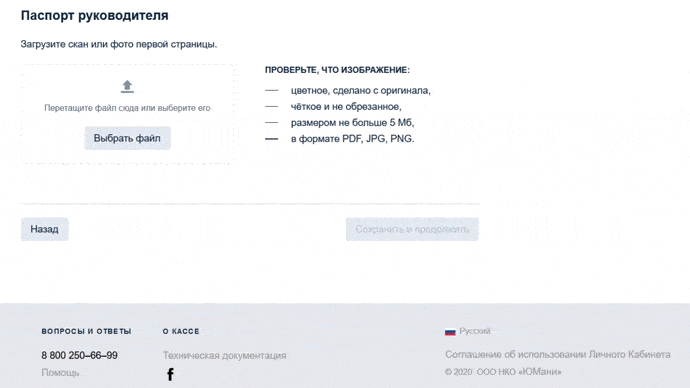 Паспорт руководителя
Загрузите скан или фото первой страницы.
Перетащите файл сюда или выберите его
Выбрать файл
ПРОВЕРЬТЕ, ЧТО ИЗОБРАЖЕНИЕ:
— цветное, сделано с оригинала,
— чёткое и не обрезанное,
— размером не больше 5 Мб,
— в формате PDF, JPG, PNG.
Назад
Сохранить и продолжить
ВОПРОСЫ И ОТВЕТЫ
8 800 250–66–99
Помощь
О КАССЕ
Техническая документация
Русский
Соглашение об использовании Личного Кабинета
© 2020 ООО НКО «ЮМани»